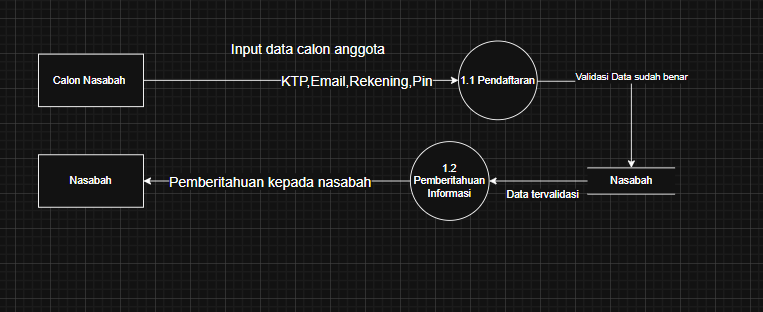 Input data calon anggota
Calon Nasabah
KTP,Email,Rekening,Pin
1.1 Pendaftaran
Validasi Data sudah benar
Nasabah
Pemberitahuan kepada nasabah
1.2
Pemberitahuan
Informasi
Data tervalidasi
Nasabah